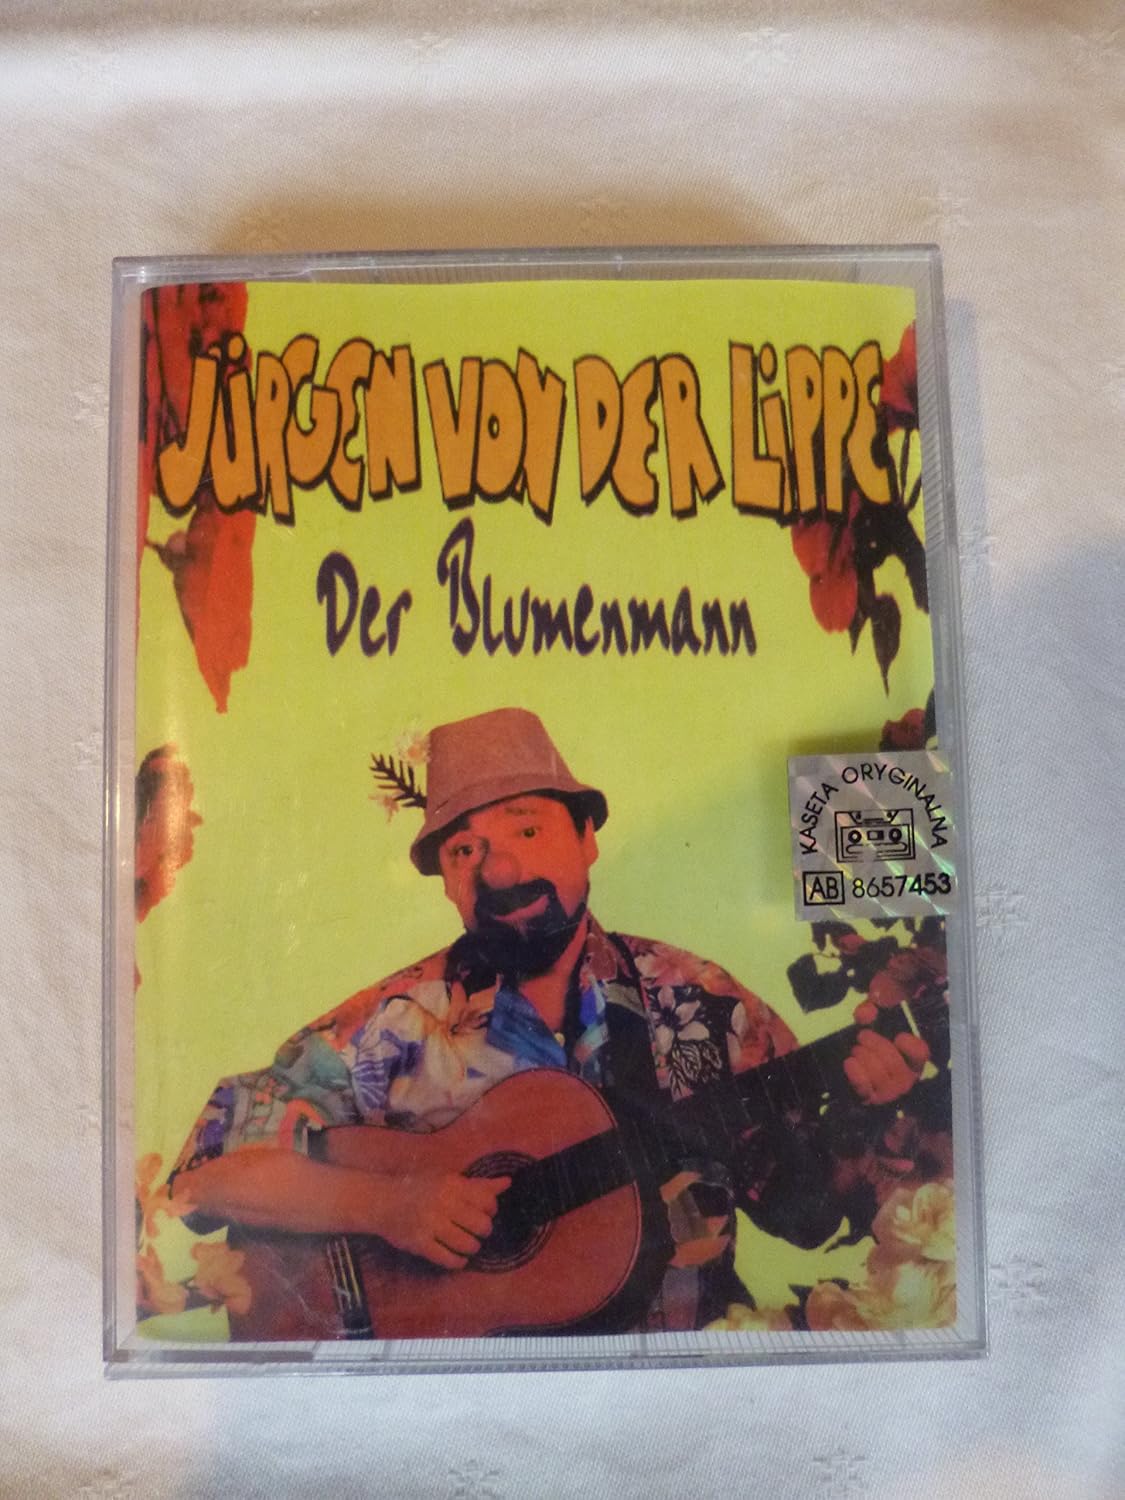 JÜRGEN VON DER LiPPE
Der Blumenmann
KASETA ORYGINALNA
AB 8657453